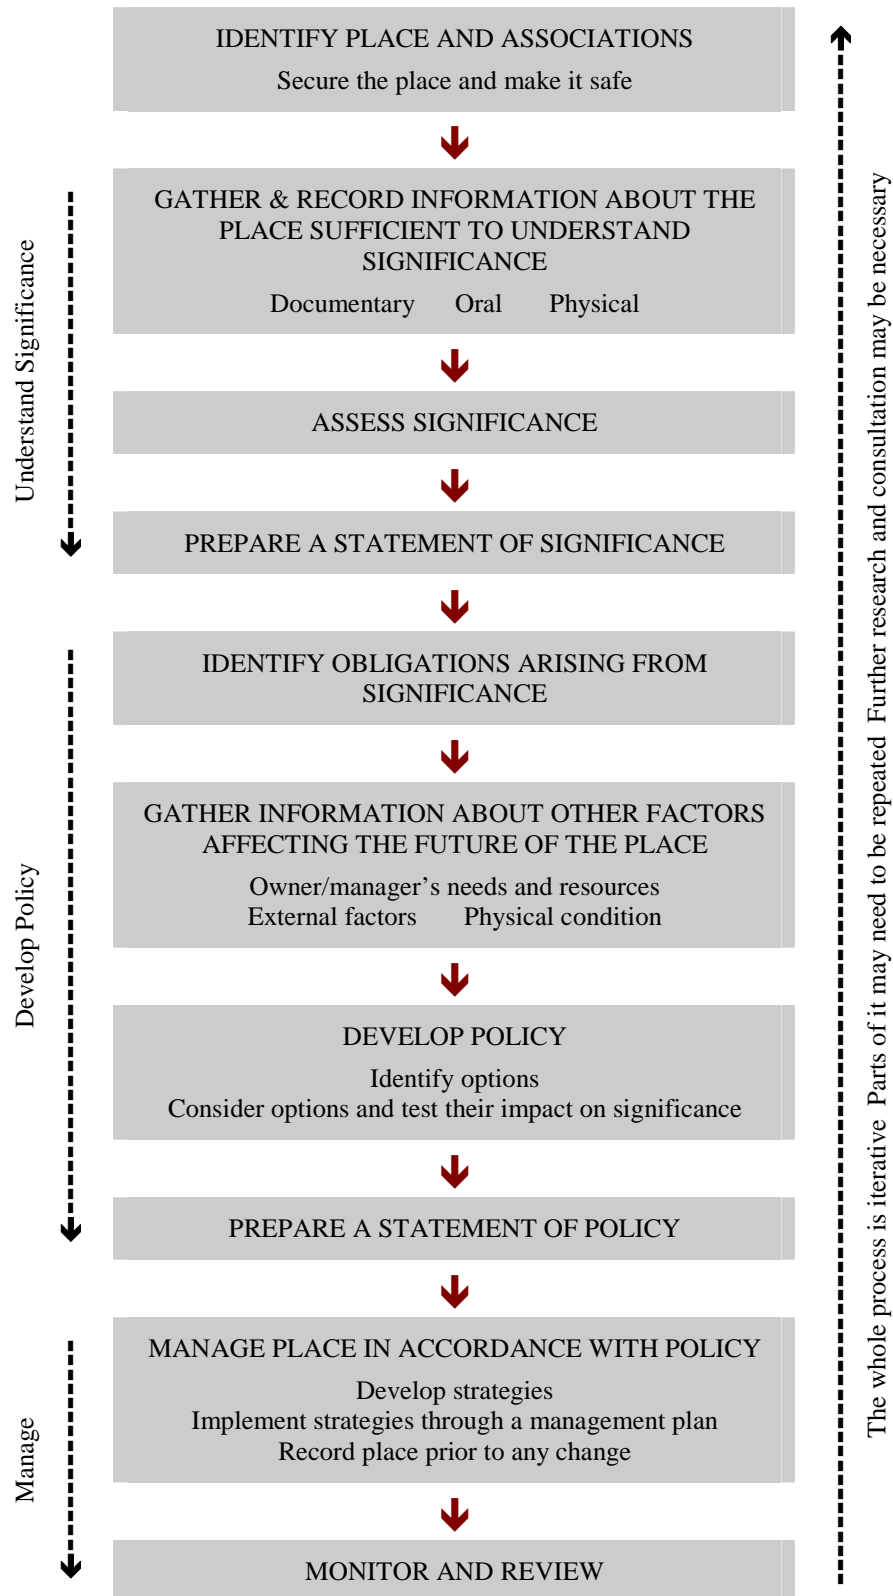 IDENTIFY PLACE AND ASSOCIATIONS
Secure the place and make it safe
GATHER & RECORD INFORMATION ABOUT THE
PLACE SUFFICIENT TO UNDERSTAND
SIGNIFICANCE
Documentary Oral Physical
ASSESS SIGNIFICANCE
PREPARE A STATEMENT OF SIGNIFICANCE
Understand Significance
IDENTIFY OBLIGATIONS ARISING FROM
SIGNIFICANCE
GATHER INFORMATION ABOUT OTHER FACTORS
AFFECTING THE FUTURE OF THE PLACE
Owner/manager’s needs and resources
External factors Physical condition
DEVELOP POLICY
Identify options
Consider options and test their impact on significance
PREPARE A STATEMENT OF POLICY
Develop Policy
MANAGE PLACE IN ACCORDANCE WITH POLICY
Develop strategies
Implement strategies through a management plan
Record place prior to any change
MONITOR AND REVIEW
Manage
The whole process is iterative Parts of it may need to be repeated Further research and consultation may be necessary